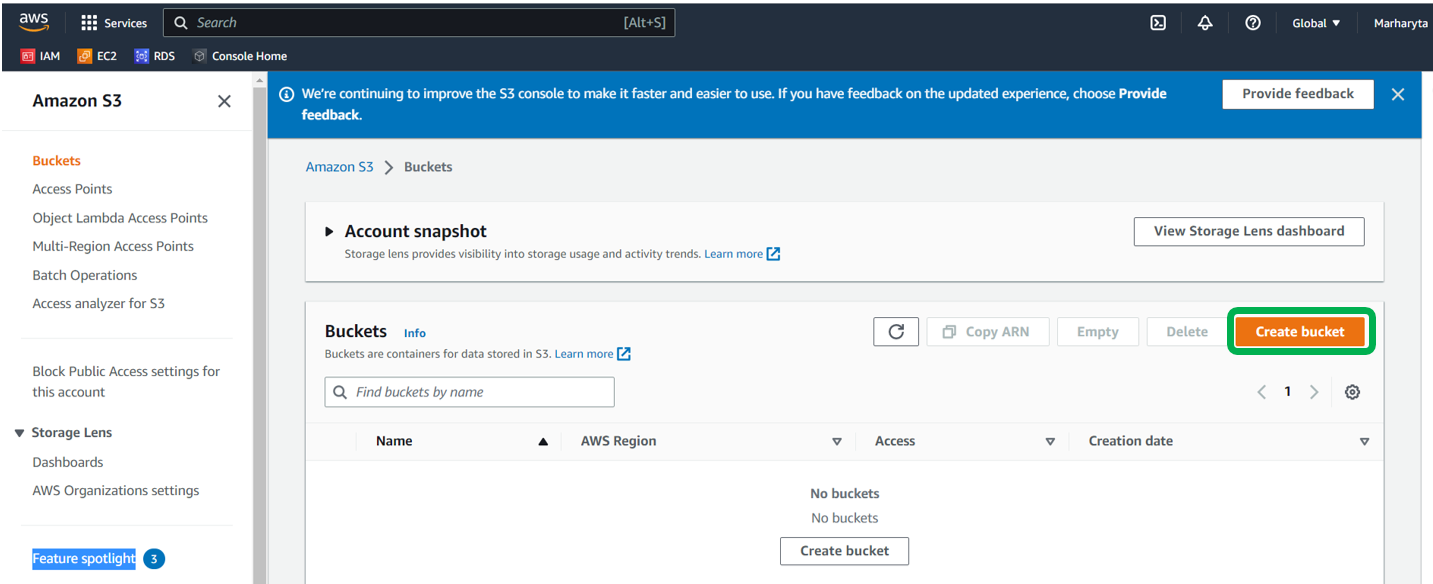 aws
Services
Search
[Alt+S]
Global
Marharyta
IAM
EC2
RDS
Console Home
Amazon S3
Buckets
Access Points
Object Lambda Access Points
Multi-Region Access Points
Batch Operations
Access analyzer for S3
Block Public Access settings for
this account
Storage Lens
Dashboards
AWS Organizations settings
Feature spotlight 3
We're continuing to improve the S3 console to make it faster and easier to use. If you have feedback on the updated experience, choose Provide
feedback.
Provide feedback
Amazon S3 Buckets
Account snapshot
Storage lens provides visibility into storage usage and activity trends. Learn more
View Storage Lens dashboard
Buckets Info
Buckets are containers for data stored in S3. Learn more
Copy ARN
Empty
Delete
Create bucket
Find buckets by name
1
Name
AWS Region
Access
Creation date
No buckets
No buckets
Create bucket